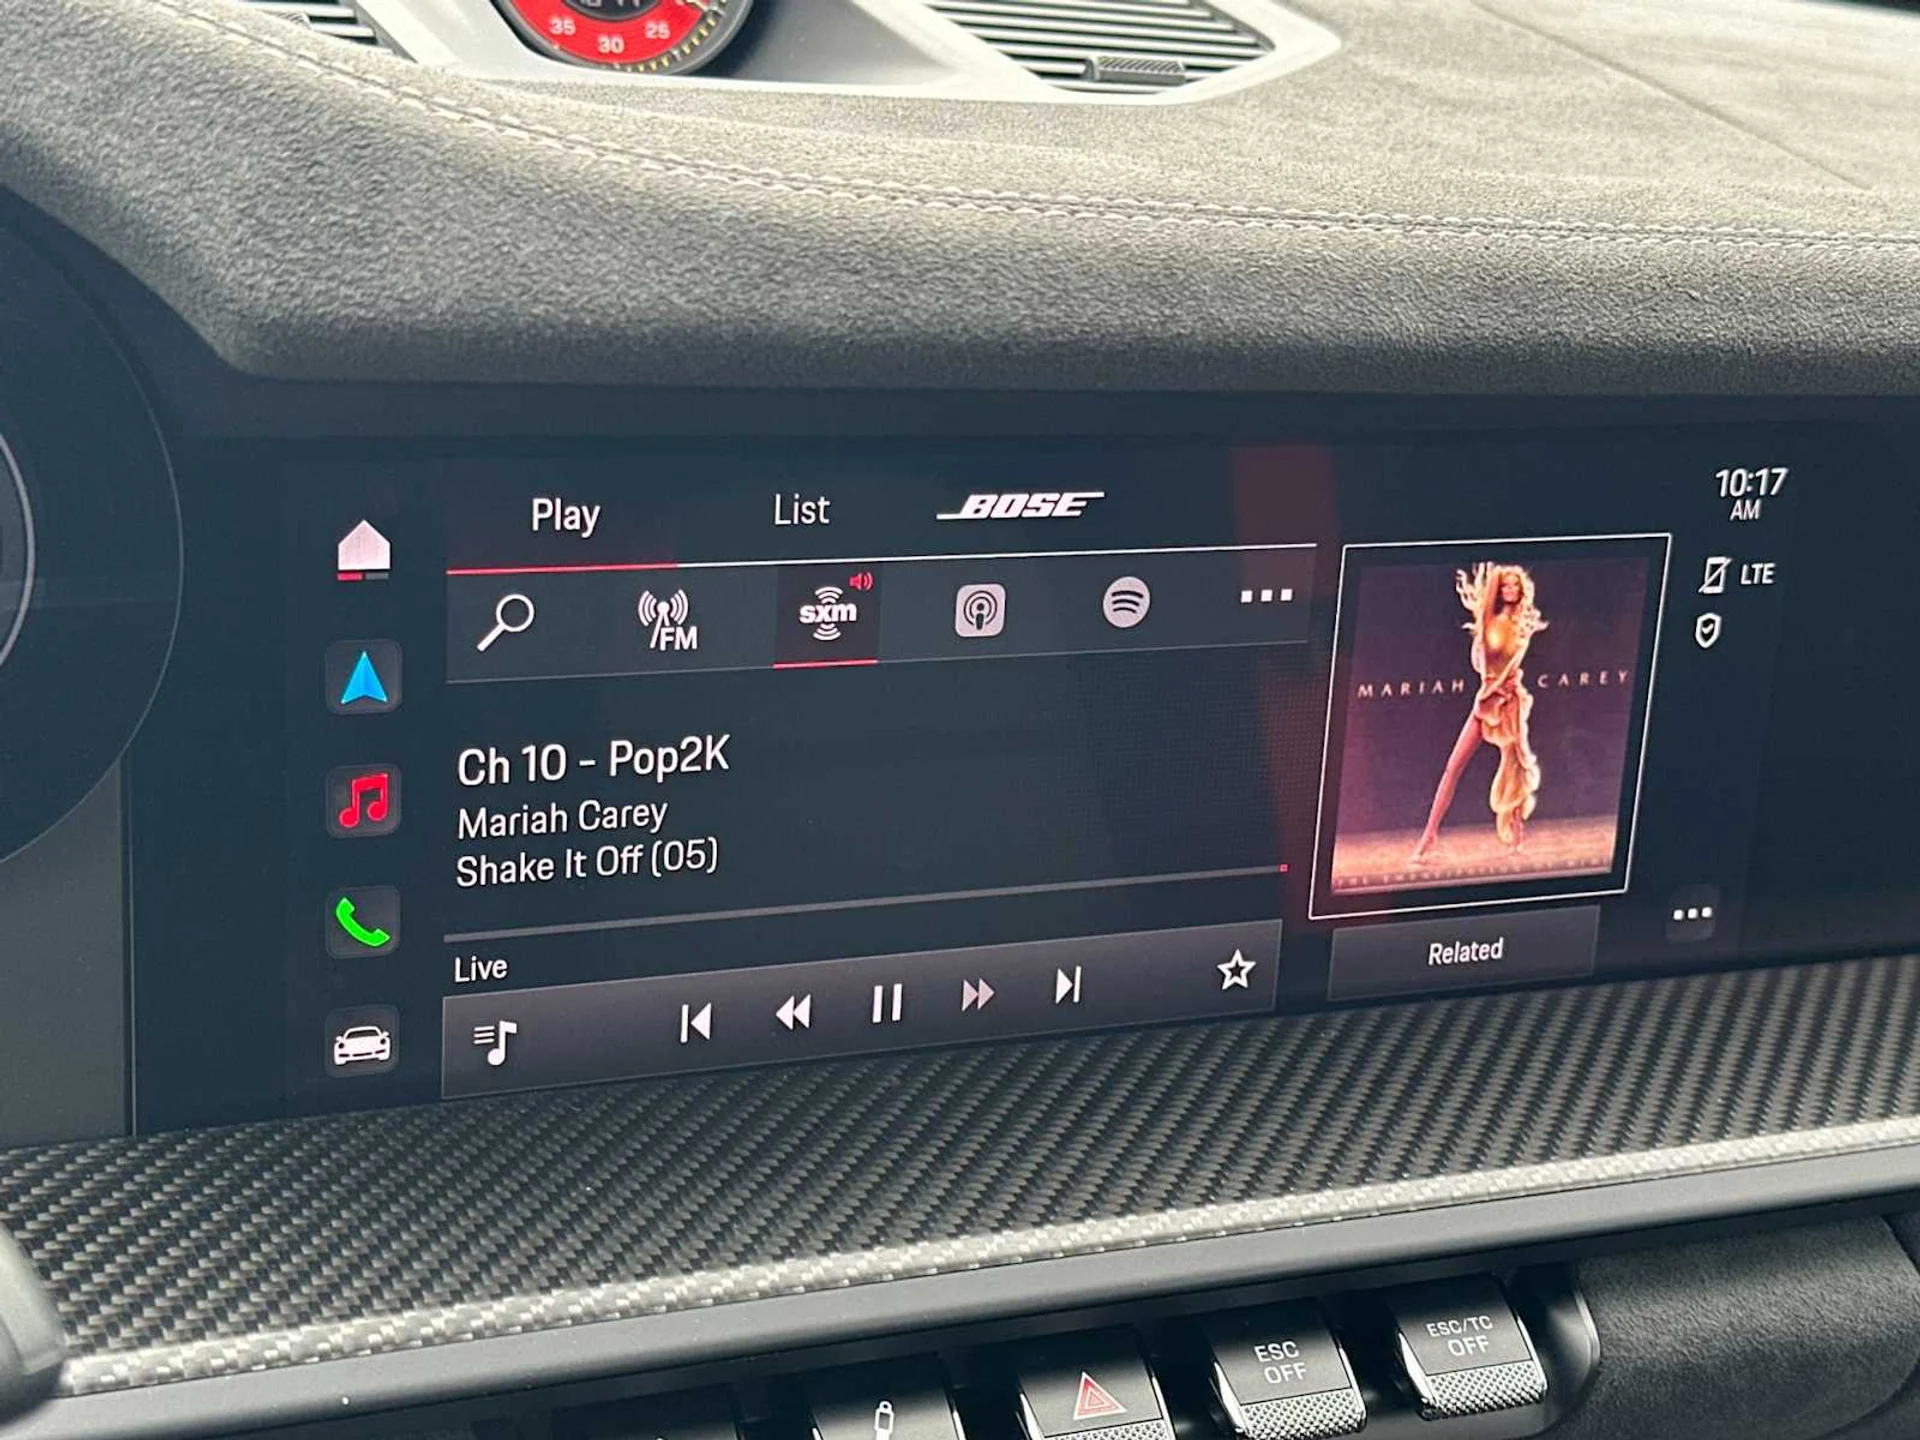 35
30
25
Play
List
BOSE
10:17
AM
FM
sxm
LTE
MARIAH CAREY
Ch 10 - Pop2K
Mariah Carey
Shake It Off (05)
Live
Related
ESC
OFF
ESC/TC
OFF